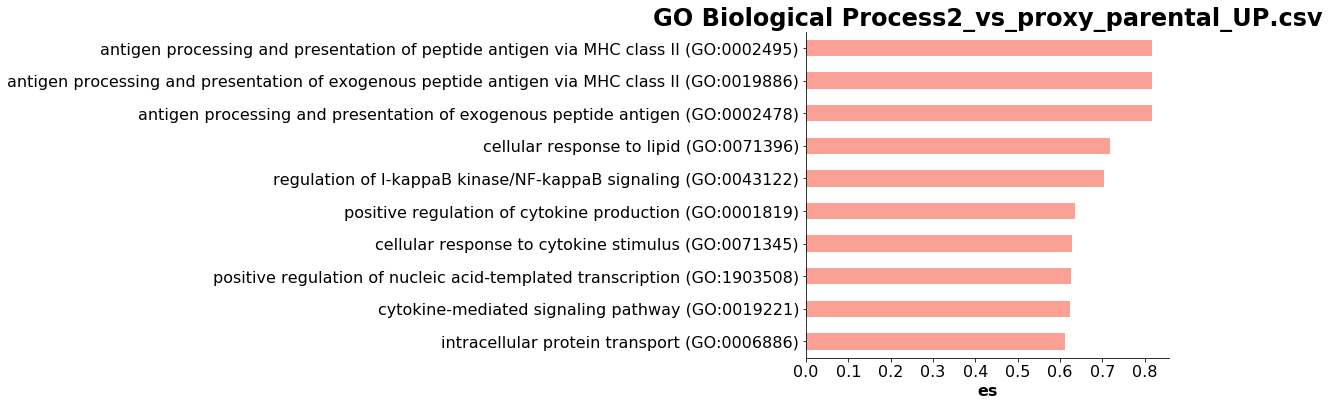 GO Biological Process2_vs_proxy_parental_UP.csv
antigen processing and presentation of peptide antigen via MHC class II (GO:0002495)
antigen processing and presentation of exogenous peptide antigen via MHC class II (GO:0019886)
antigen processing and presentation of exogenous peptide antigen (GO:0002478)
cellular response to lipid (GO:0071396)
regulation of I-kappaB kinase/NF-kappaB signaling (GO:0043122)
positive regulation of cytokine production (GO:0001819)
cellular response to cytokine stimulus (GO:0071345)
positive regulation of nucleic acid-templated transcription (GO:1903508)
cytokine-mediated signaling pathway (GO:0019221)
intracellular protein transport (GO:0006886)
0.0 0.1 0.2 0.3 0.4 0.5 0.6 0.7 0.8
es